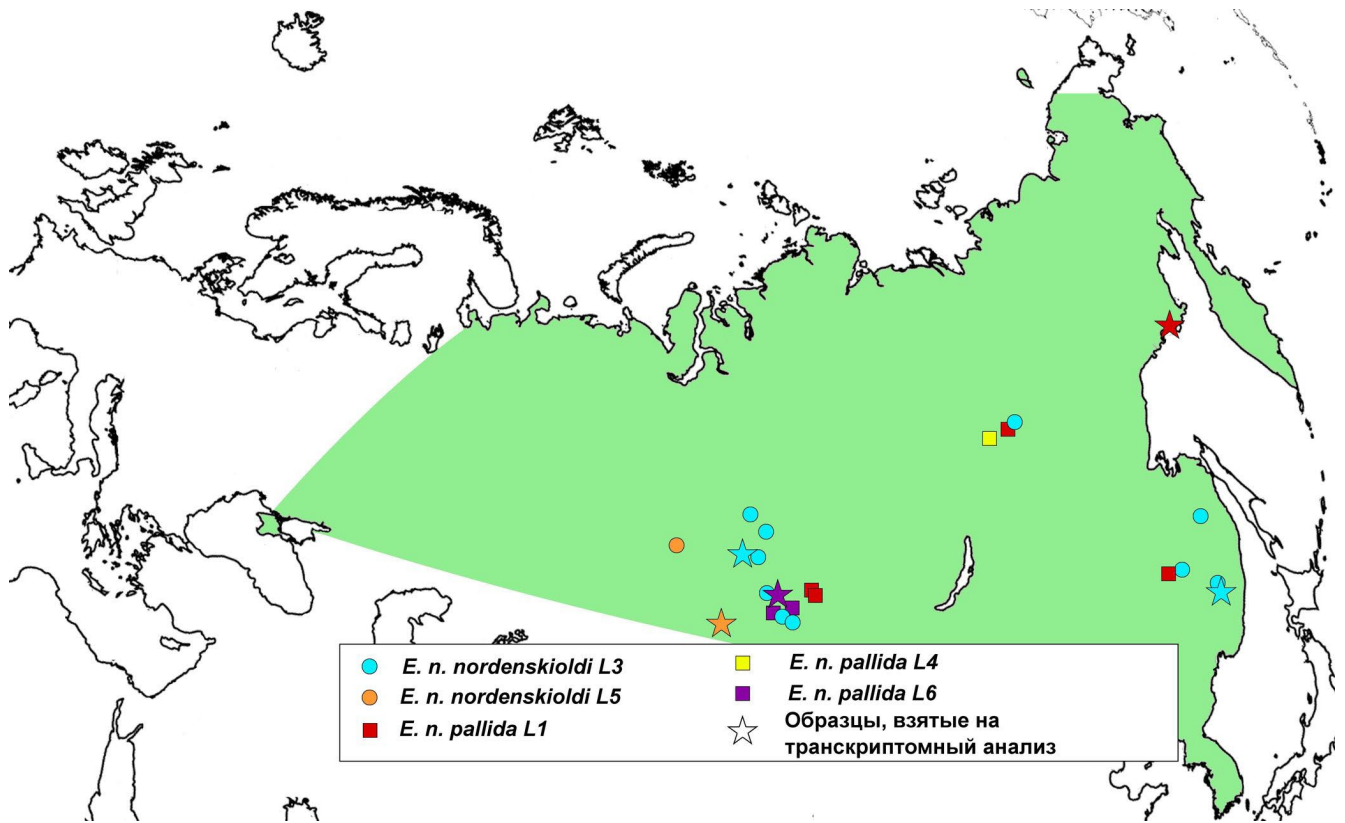 E. n. nordenskioldi L3
E. n. nordenskioldi L5
E. n. pallida L1
E. n. pallida L4
E. n. pallida L6
Образцы, взятые на
транскриптомный анализ